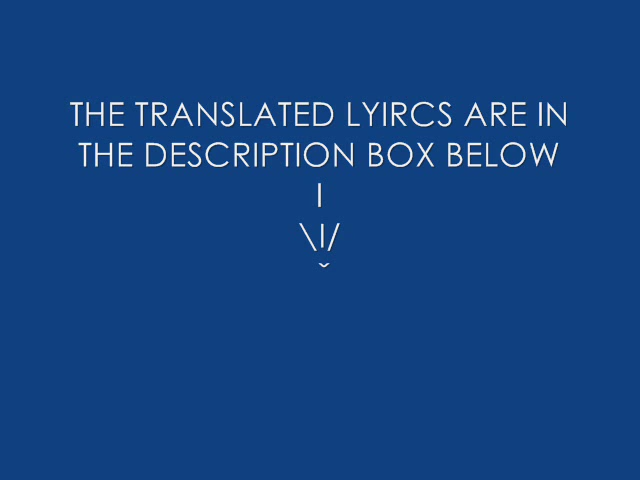 THE TRANSLATED LYIRCS ARE IN
THE DESCRIPTION BOX BELOW
|
\|/
ˇ